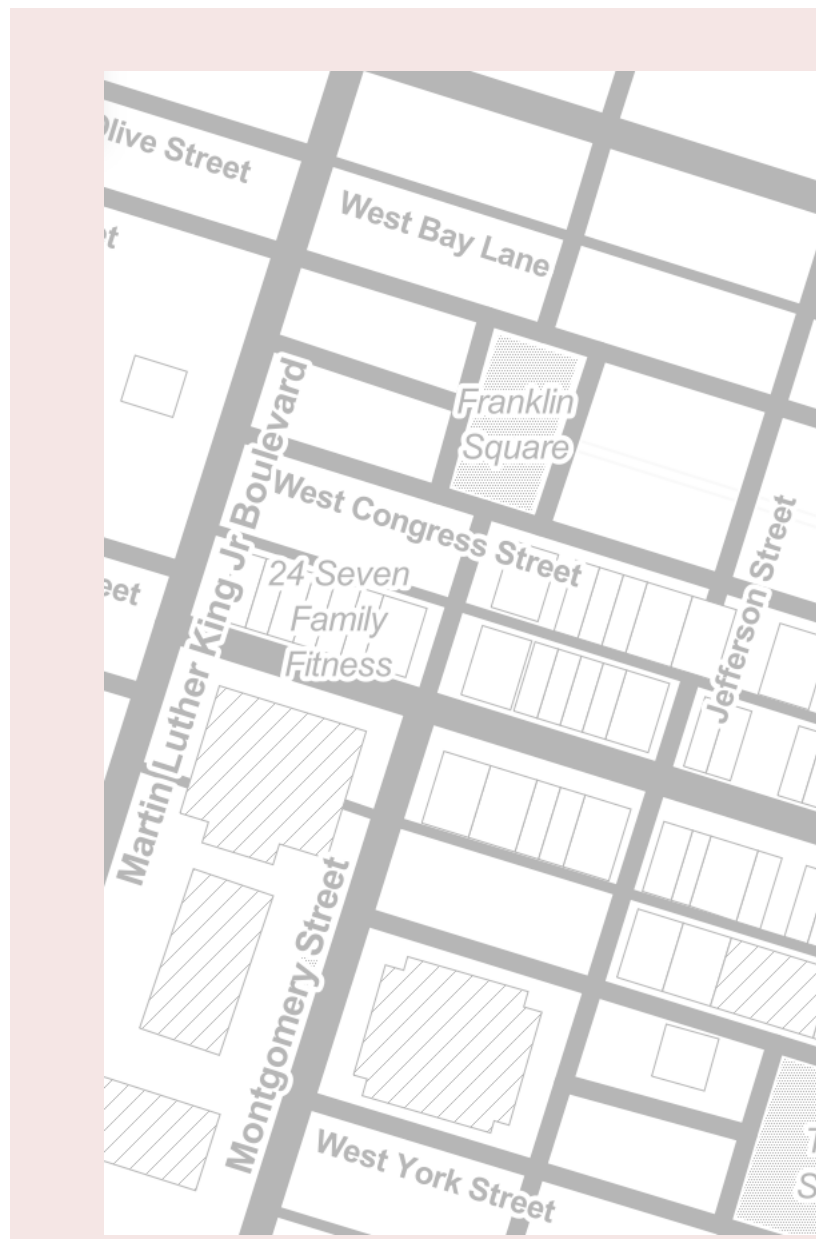 Olive Street
West Bay Lane
Franklin
Square
Martin Luther King Jr Boulevard
West Congress Street
24 Seven
Family
Fitness
Jefferson Street
Montgomery Street
West York Street